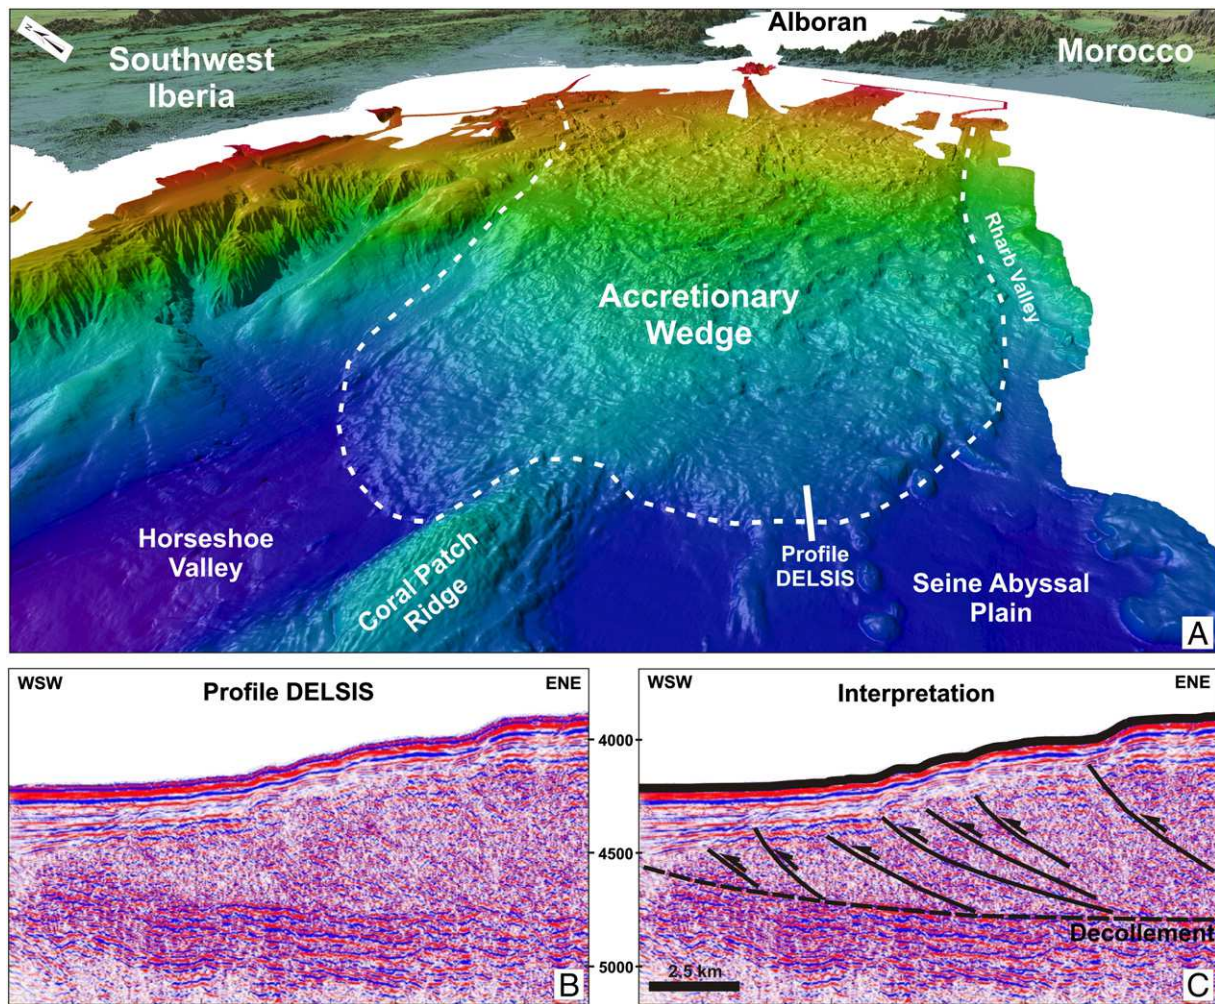 N
Alboran
Southwest
Iberia
Morocco
Rharb Valley
Accretionary
Wedge
Horseshoe
Valley
Coral Patch
Ridge
Profile
DELSIS
Seine Abyssal
Plain
A
WSW
Profile DELSIS
ENE
B
4000
4500
5000
WSW
Interpretation
ENE
Decollement
2.5 km
C